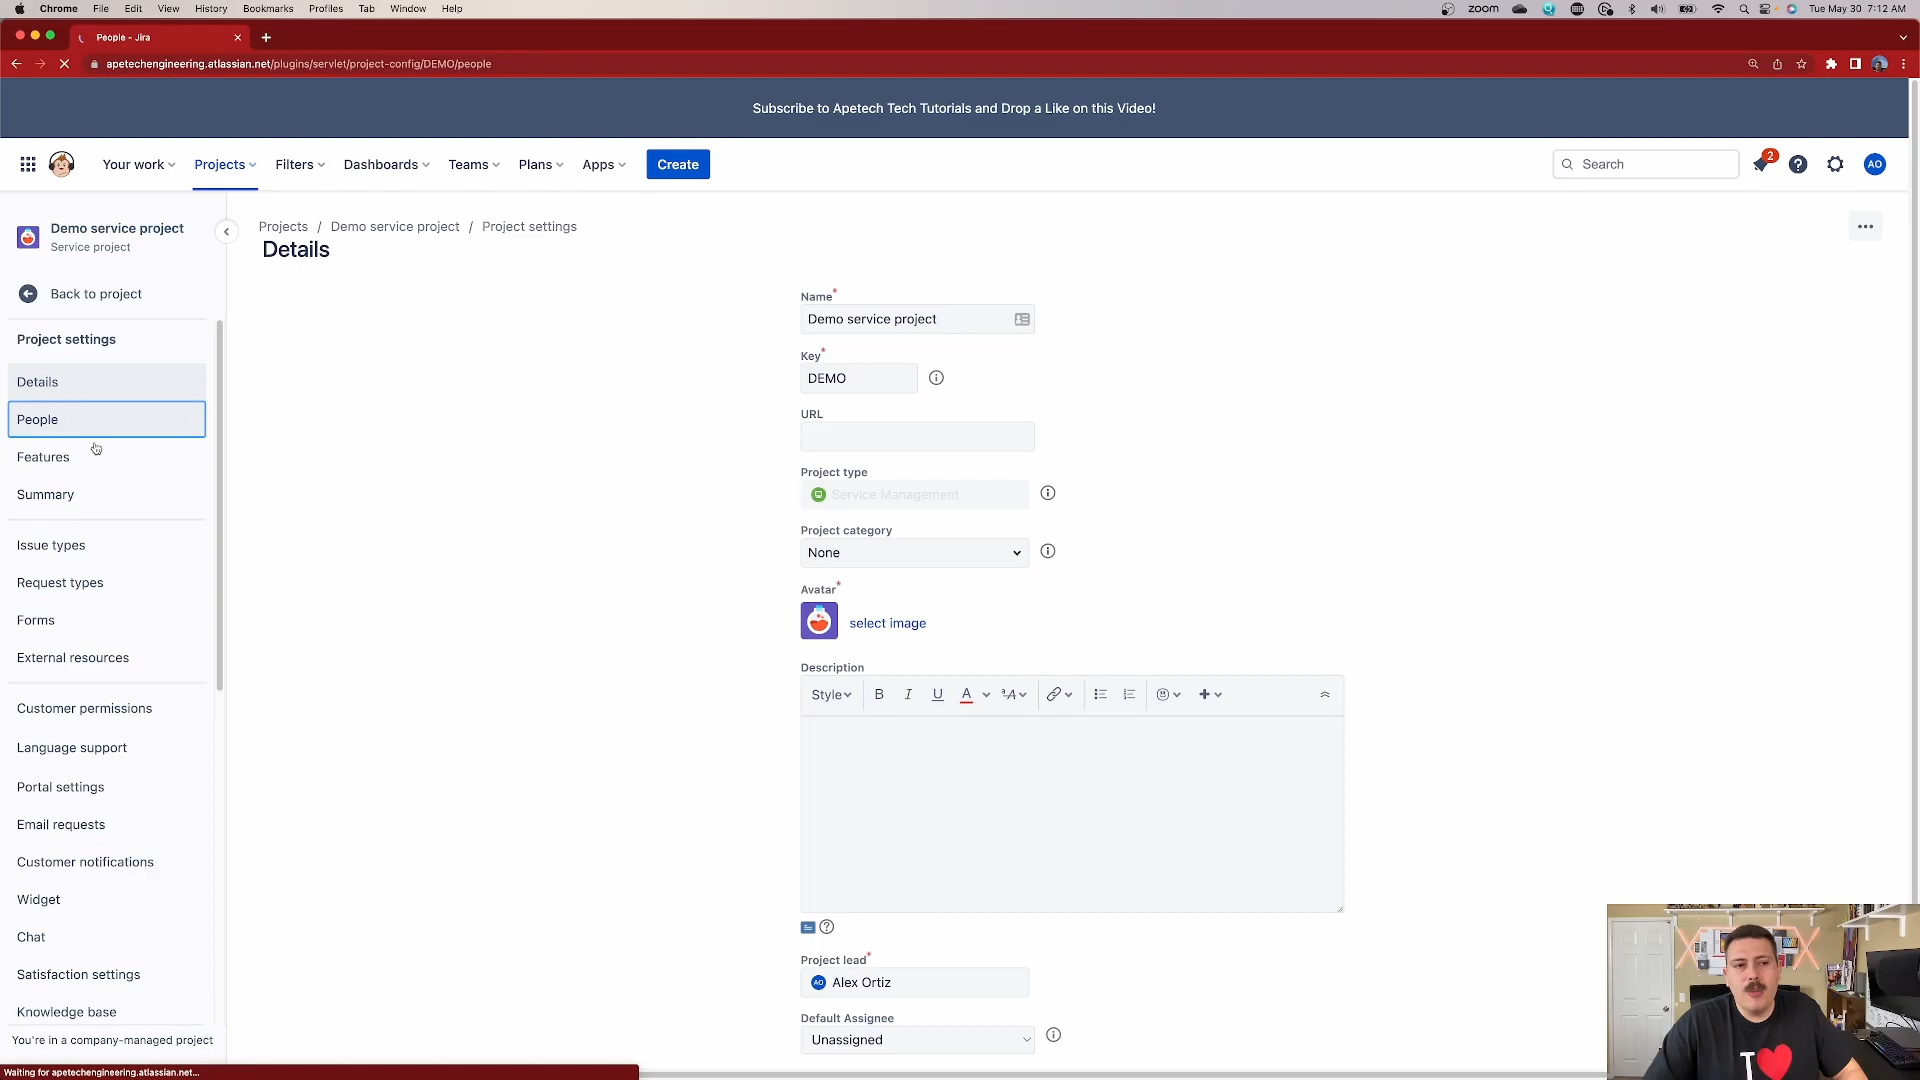 Chrome File Edit View History Bookmarks Profiles Tab Window Help
zoom Tue May 30 7:12 AM
People - Jira
apetechengineering.atlassian.net/plugins/servlet/project-config/DEMO/people
Subscribe to Apetech Tech Tutorials and Drop a Like on this Video!
Your work Projects Filters Dashboards Teams Plans Apps Create
Search 2 AO
Demo service project
Service project
Back to project
Project settings
Details
People
Features
Summary
Issue types
Request types
Forms
External resources
Customer permissions
Language support
Portal settings
Email requests
Customer notifications
Widget
Chat
Satisfaction settings
Knowledge base
You're in a company-managed project
Waiting for apetechengineering.atlassian.net...
Projects / Demo service project / Project settings
Details
Name*
Demo service project
Key*
DEMO
URL
Project type
Service Management
Project category
None
Avatar*
select image
Description
Style B I U A ᵃA
Project lead*
AO Alex Ortiz
Default Assignee
Unassigned
I